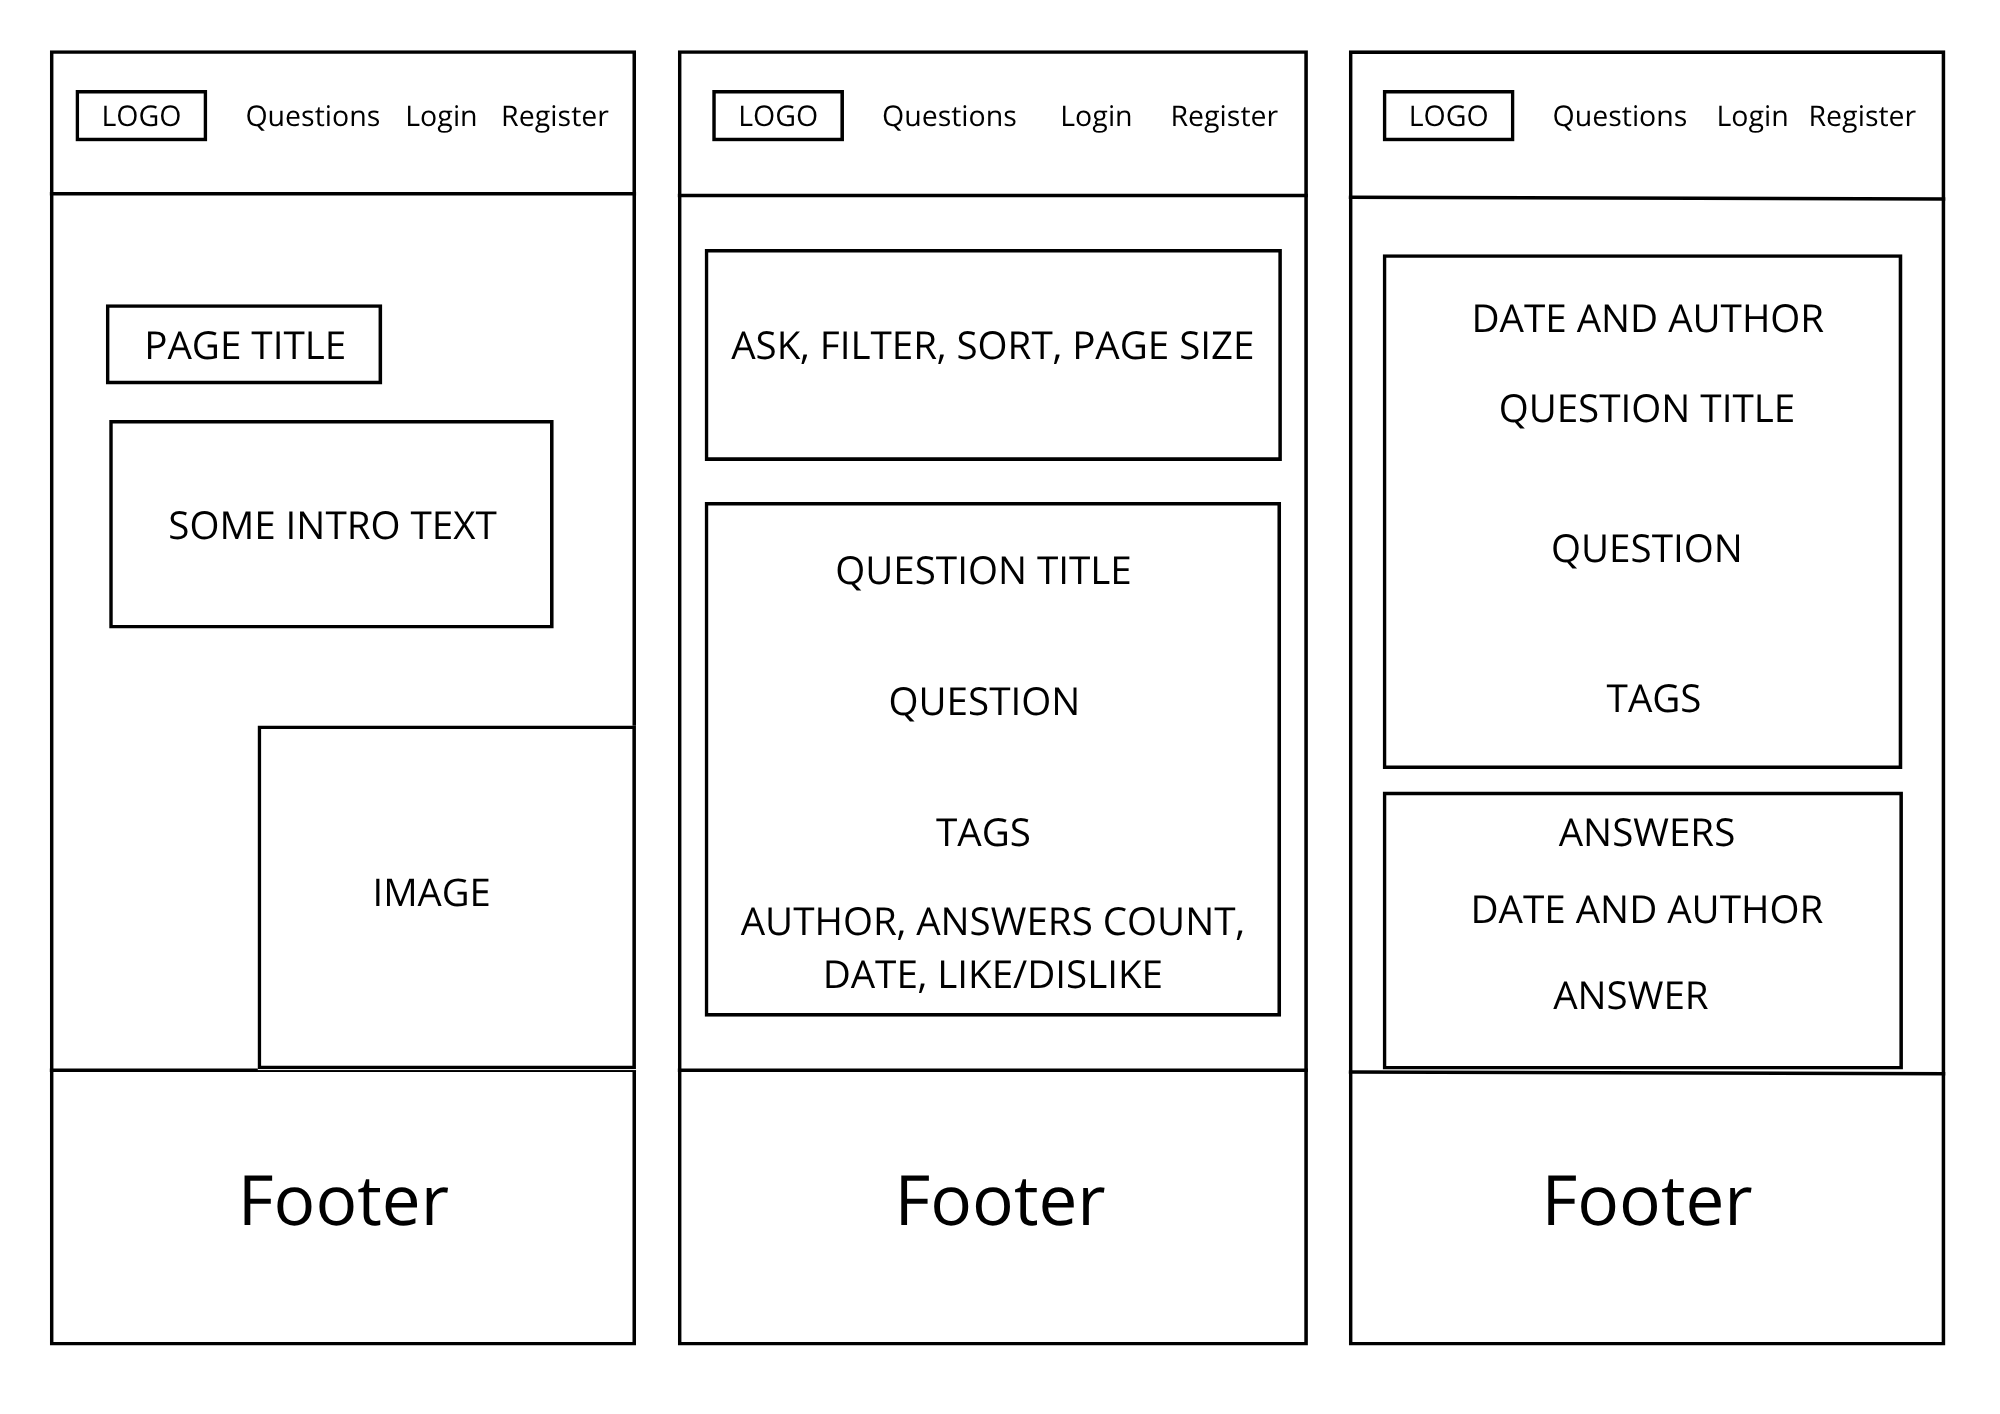 LOGO Questions Login Register
PAGE TITLE
SOME INTRO TEXT
IMAGE
Footer
LOGO Questions Login Register
ASK, FILTER, SORT, PAGE SIZE
QUESTION TITLE
QUESTION
TAGS
AUTHOR, ANSWERS COUNT,
DATE, LIKE/DISLIKE
Footer
LOGO Questions Login Register
DATE AND AUTHOR
QUESTION TITLE
QUESTION
TAGS
ANSWERS
DATE AND AUTHOR
ANSWER
Footer